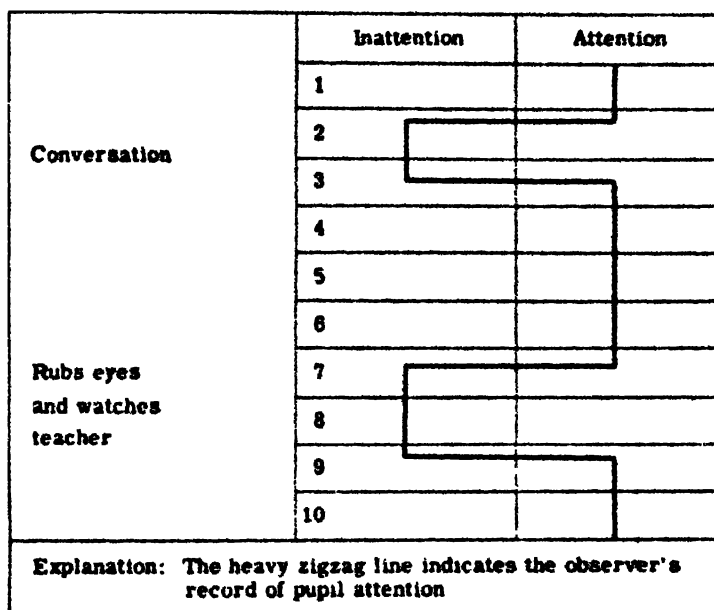 Inattention Attention
1
2
Conversation
3
4
5
6
Rubs eyes 7
and watches
8
teacher
9
10
Explanation: The heavy zigzag line indicates the observer's
record of pupil attention